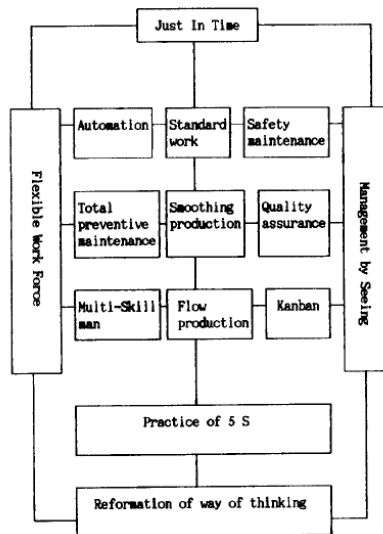 Just In Time
Automation
Standard
work
Safety
maintenance
Flexible Work Force
Management by Seeing
Total
preventive
maintenance
Smoothing
production
Quality
assurance
Multi-Skill
man
Flow
production
Kanban
Practice of 5 S
Reformation of way of thinking